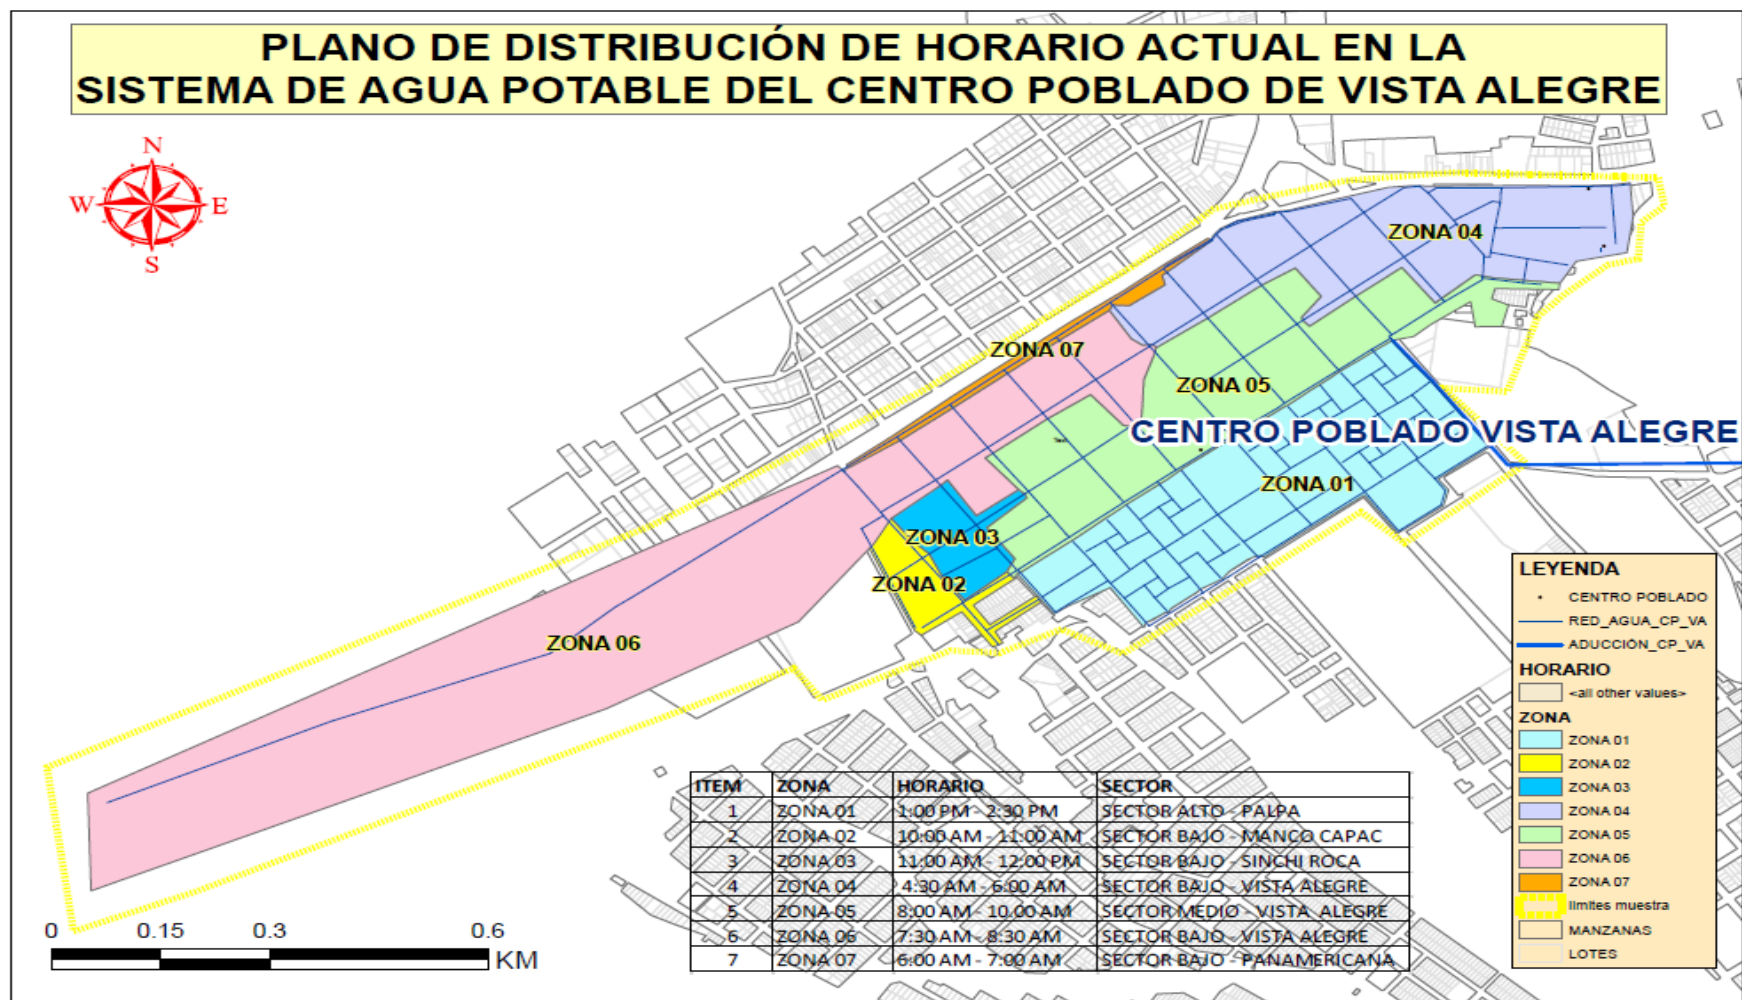 PLANO DE DISTRIBUCIÓN DE HORARIO ACTUAL EN LA
SISTEMA DE AGUA POTABLE DEL CENTRO POBLADO DE VISTA ALEGRE
N
W E
S
ZONA 04
ZONA 07
ZONA 05
CENTRO POBLADO VISTA ALEGRE
ZONA 01
ZONA 03
ZONA 02
ZONA 06
LEYENDA
CENTRO POBLADO
RED_AGUA_CP_VA
ADUCCIÓN_CP_VA
HORARIO
<all other values>
ZONA
ZONA 01
ZONA 02
ZONA 03
ZONA 04
ZONA 05
ZONA 06
ZONA 07
limites muestra
MANZANAS
LOTES
ITEM ZONA HORARIO SECTOR
1 ZONA 01 1:00 PM - 2:30 PM SECTOR ALTO - PALPA
2 ZONA 02 10:00 AM - 11:00 AM SECTOR BAJO - MANCO CAPAC
3 ZONA 03 11:00 AM - 12:00 PM SECTOR BAJO - SINCHI ROCA
4 ZONA 04 4:30 AM - 6:00 AM SECTOR BAJO - VISTA ALEGRE
5 ZONA 05 8:00 AM - 10.00 AM SECTOR MEDIO - VISTA ALEGRE
6 ZONA 06 7:30 AM - 8:30 AM SECTOR BAJO - VISTA ALEGRE
7 ZONA 07 6:00 AM - 7:00 AM SECTOR BAJO - PANAMERICANA
0 0.15 0.3 0.6
KM